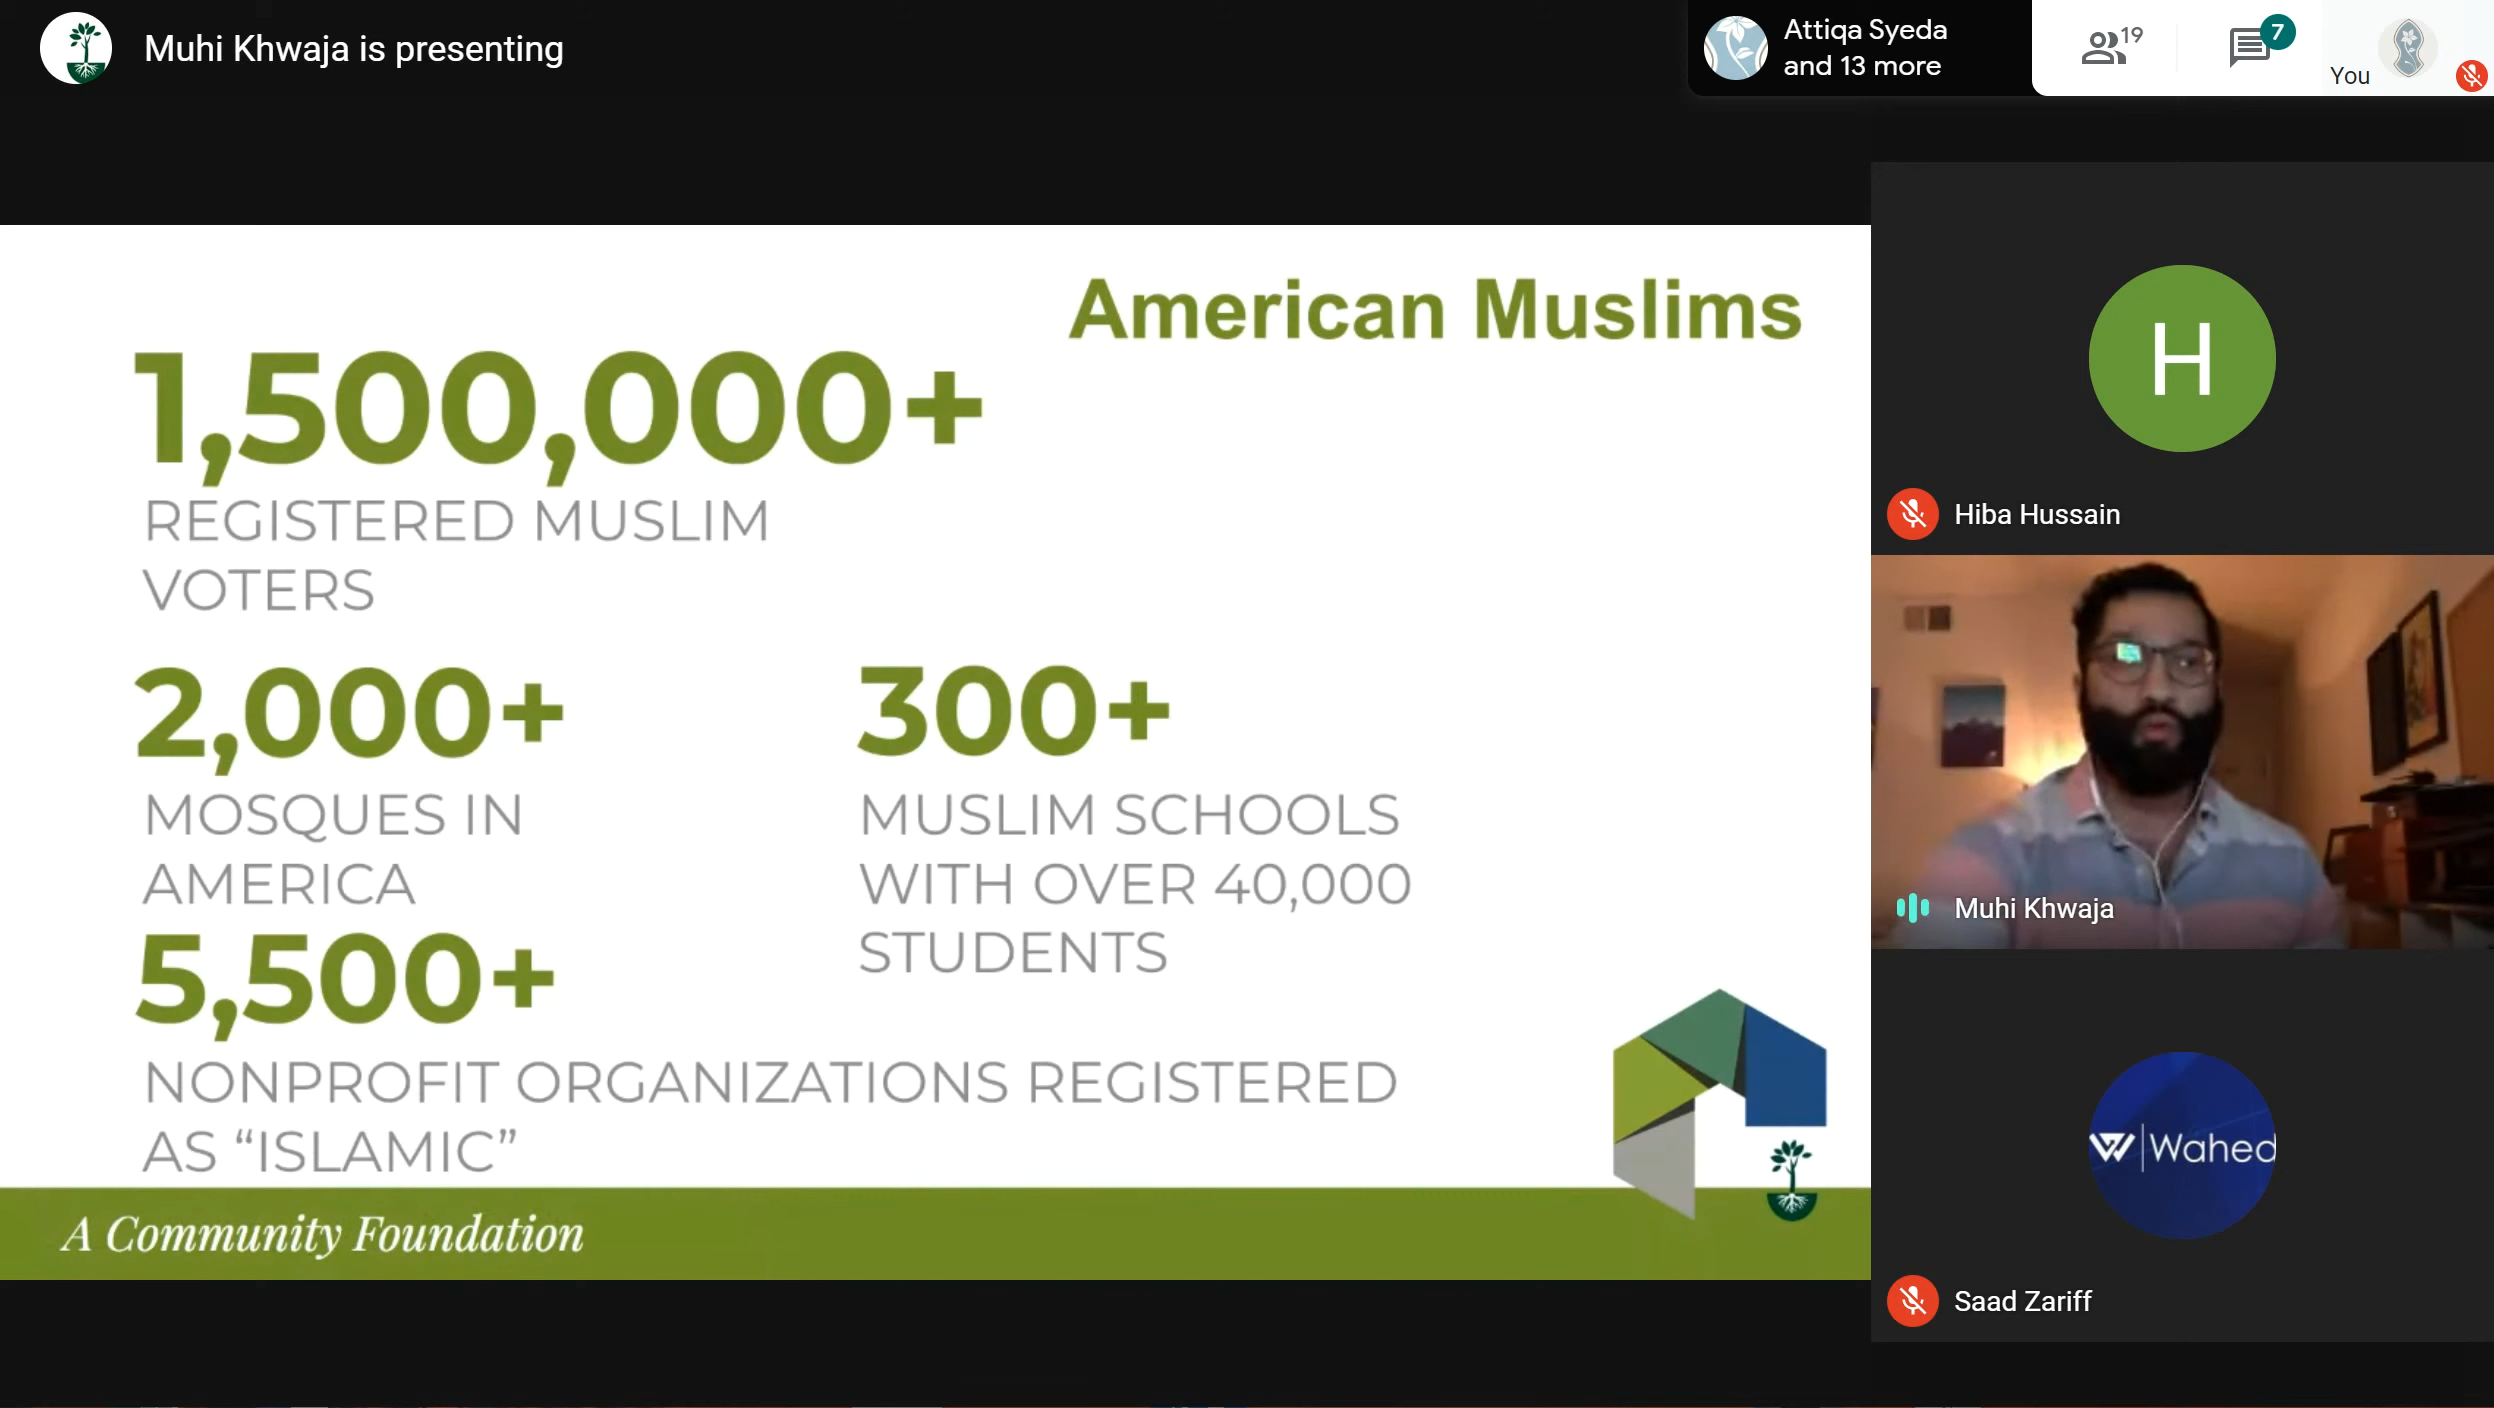 Muhi Khwaja is presenting
Attiqa Syeda
and 13 more
19
7
You
American Muslims
1,500,000+
REGISTERED MUSLIM
VOTERS
2,000+
MOSQUES IN
AMERICA
300+
MUSLIM SCHOOLS
WITH OVER 40,000
STUDENTS
5,500+
NONPROFIT ORGANIZATIONS REGISTERED
AS “ISLAMIC”
A Community Foundation
H
Hiba Hussain
Muhi Khwaja
W|Wahed
Saad Zariff